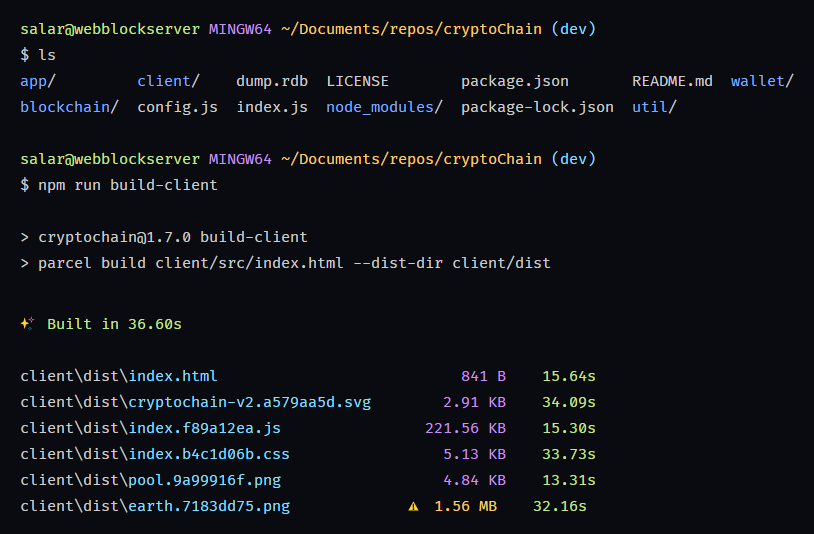 salar@webblockserver MINGW64 ~/Documents/repos/cryptoChain (dev)
$ ls
app/ client/ dump.rdb LICENSE package.json README.md wallet/
blockchain/ config.js index.js node_modules/ package-lock.json util/
salar@webblockserver MINGW64 ~/Documents/repos/cryptoChain (dev)
$ npm run build-client
> cryptochain@1.7.0 build-client
> parcel build client/src/index.html --dist-dir client/dist
✨ Built in 36.60s
client\dist\index.html 841 B 15.64s
client\dist\cryptochain-v2.a579aa5d.svg 2.91 KB 34.09s
client\dist\index.f89a12ea.js 221.56 KB 15.30s
client\dist\index.b4c1d06b.css 5.13 KB 33.73s
client\dist\pool.9a99916f.png 4.84 KB 13.31s
client\dist\earth.7183dd75.png ⚠ 1.56 MB 32.16s